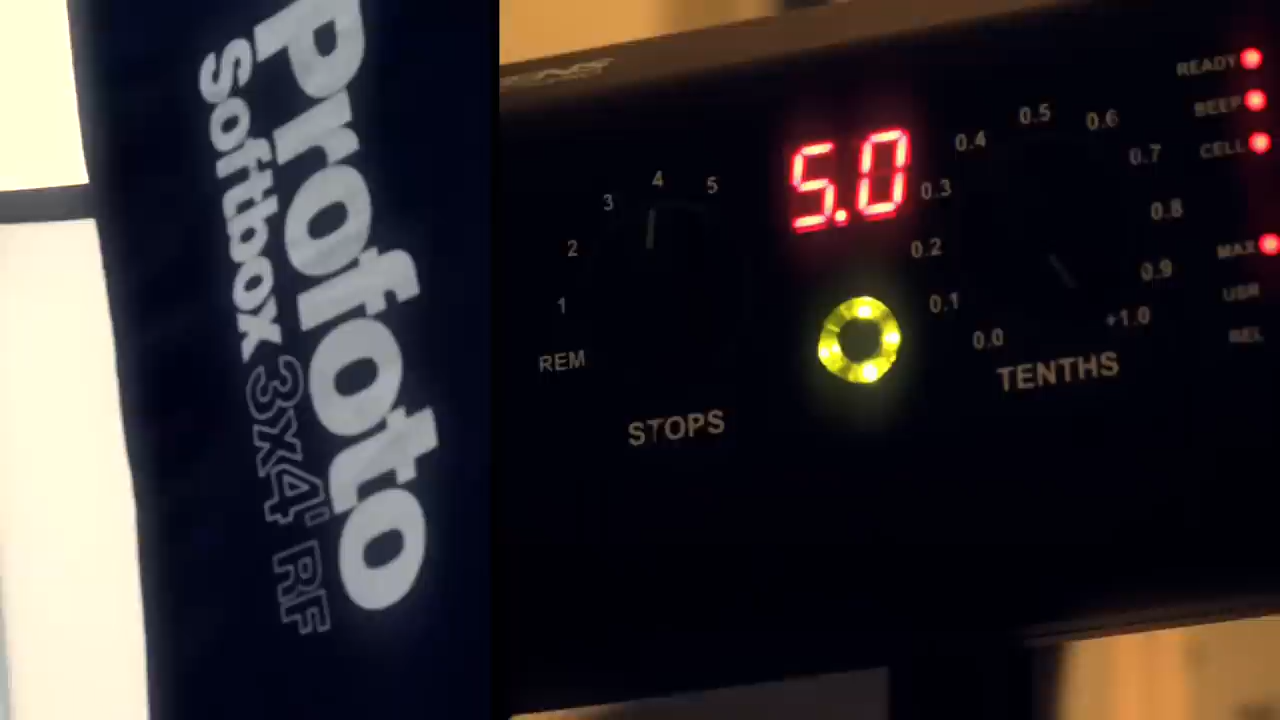 Profoto
Softbox 3x4' RF
5.0
REM
1
2
3
4
5
STOPS
0.0
0.1
0.2
0.3
0.4
0.5
0.6
0.7
0.8
0.9
+1.0
TENTHS
READY
BEEP
CELL
MAX
USR
REL